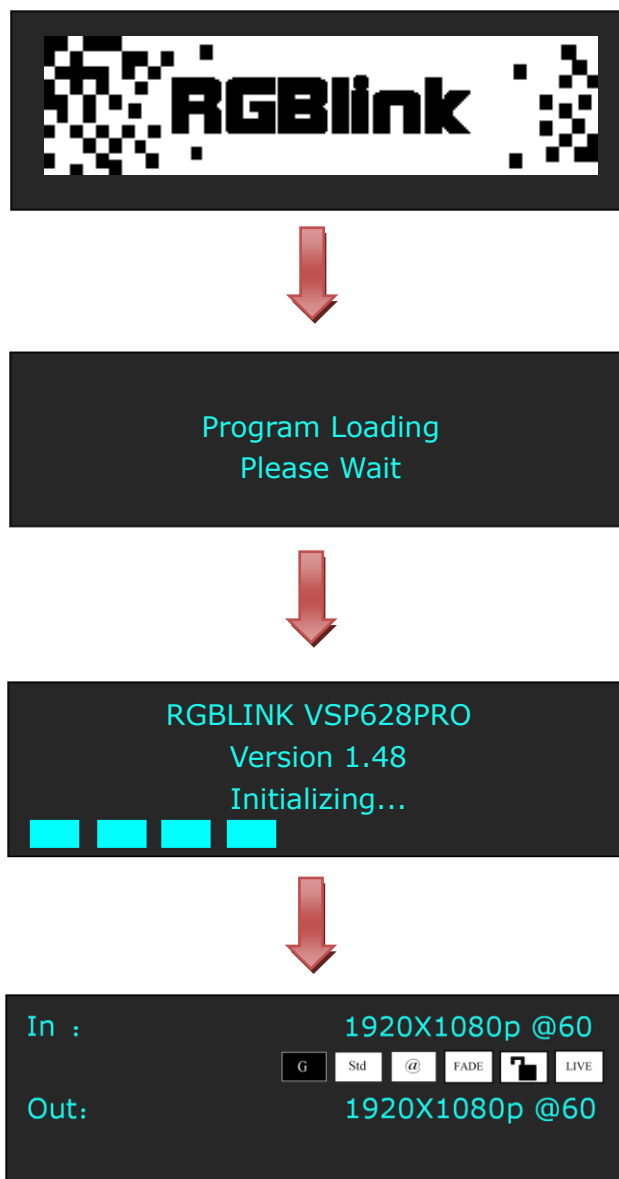 RGBlink
Program Loading
Please Wait
RGBLINK VSP628PRO
Version 1.48
Initializing...
In ： 1920X1080p @60
G Std @ FADE LIVE
Out： 1920X1080p @60